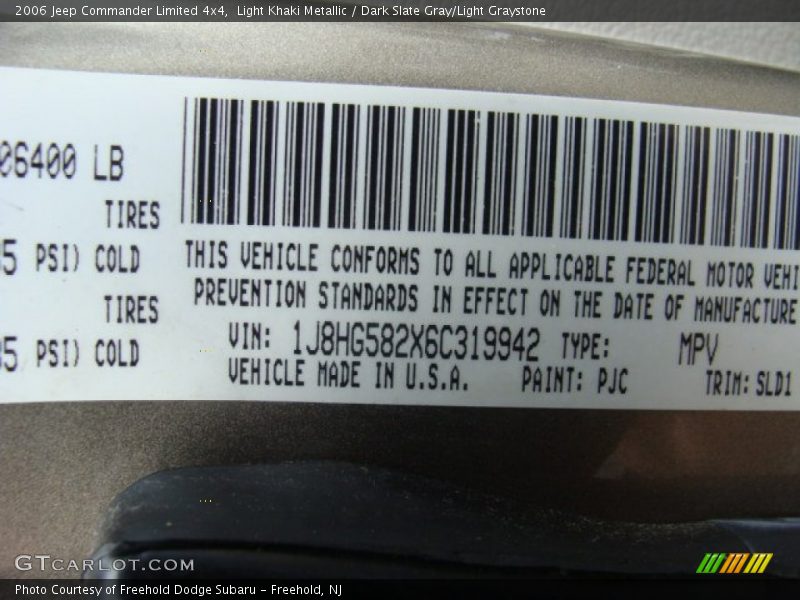 2006 Jeep Commander Limited 4x4,  Light Khaki Metallic / Dark Slate Gray/Light Graystone
06400 LB
TIRES
5 PSI) COLD
TIRES
5 PSI) COLD
THIS VEHICLE CONFORMS TO ALL APPLICABLE FEDERAL MOTOR VEHI
PREVENTION STANDARDS IN EFFECT ON THE DATE OF MANUFACTURE
VIN: 1J8HG582X6C319942 TYPE: MPV
VEHICLE MADE IN U.S.A. PAINT: PJC TRIM: SLD1
GTCARLOT.COM
Photo Courtesy of Freehold Dodge Subaru - Freehold, NJ